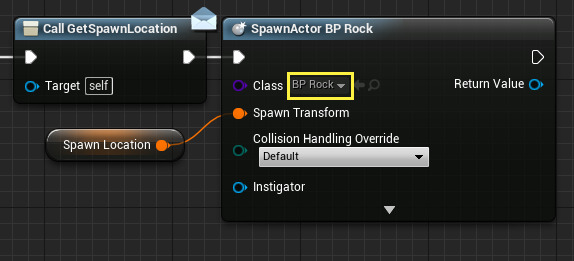 Call GetSpawnLocation
Target self
Spawn Location
SpawnActor BP Rock
Class BP Rock
Return Value
Spawn Transform
Collision Handling Override
Default
Instigator